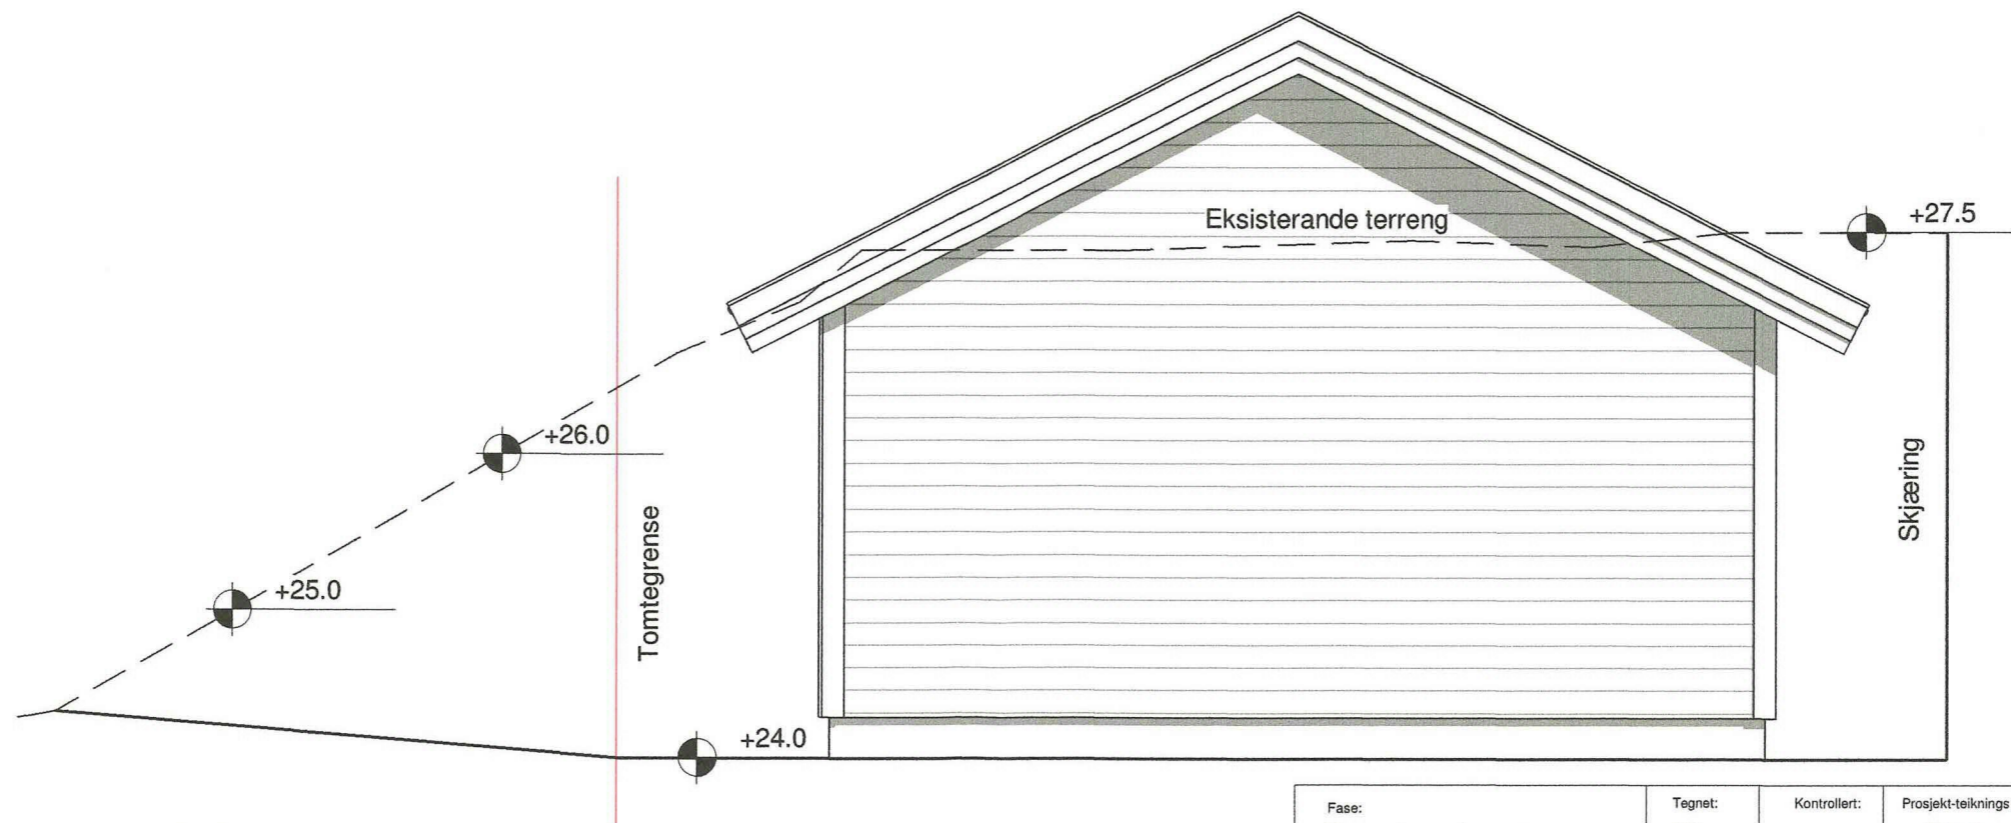 Eksisterande terreng
+27.5
+26.0
Skjæring
Tomtegrense
+25.0
+24.0
Fase:
Tegnet:
Kontrollert:
Prosjekt-teiknings